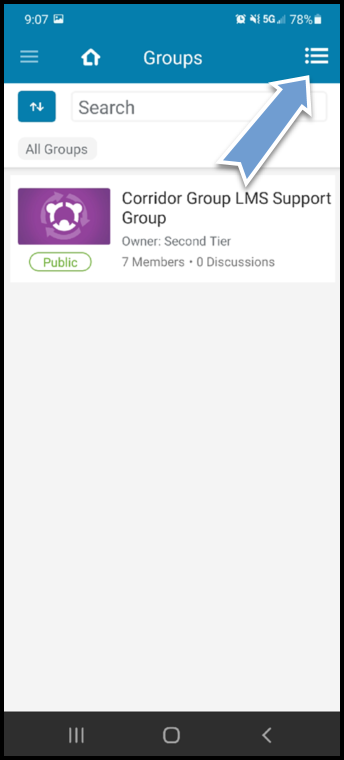 9:07 5G 78%
Groups
Search
All Groups
Corridor Group LMS Support
Group
Owner: Second Tier
Public
7 Members • 0 Discussions